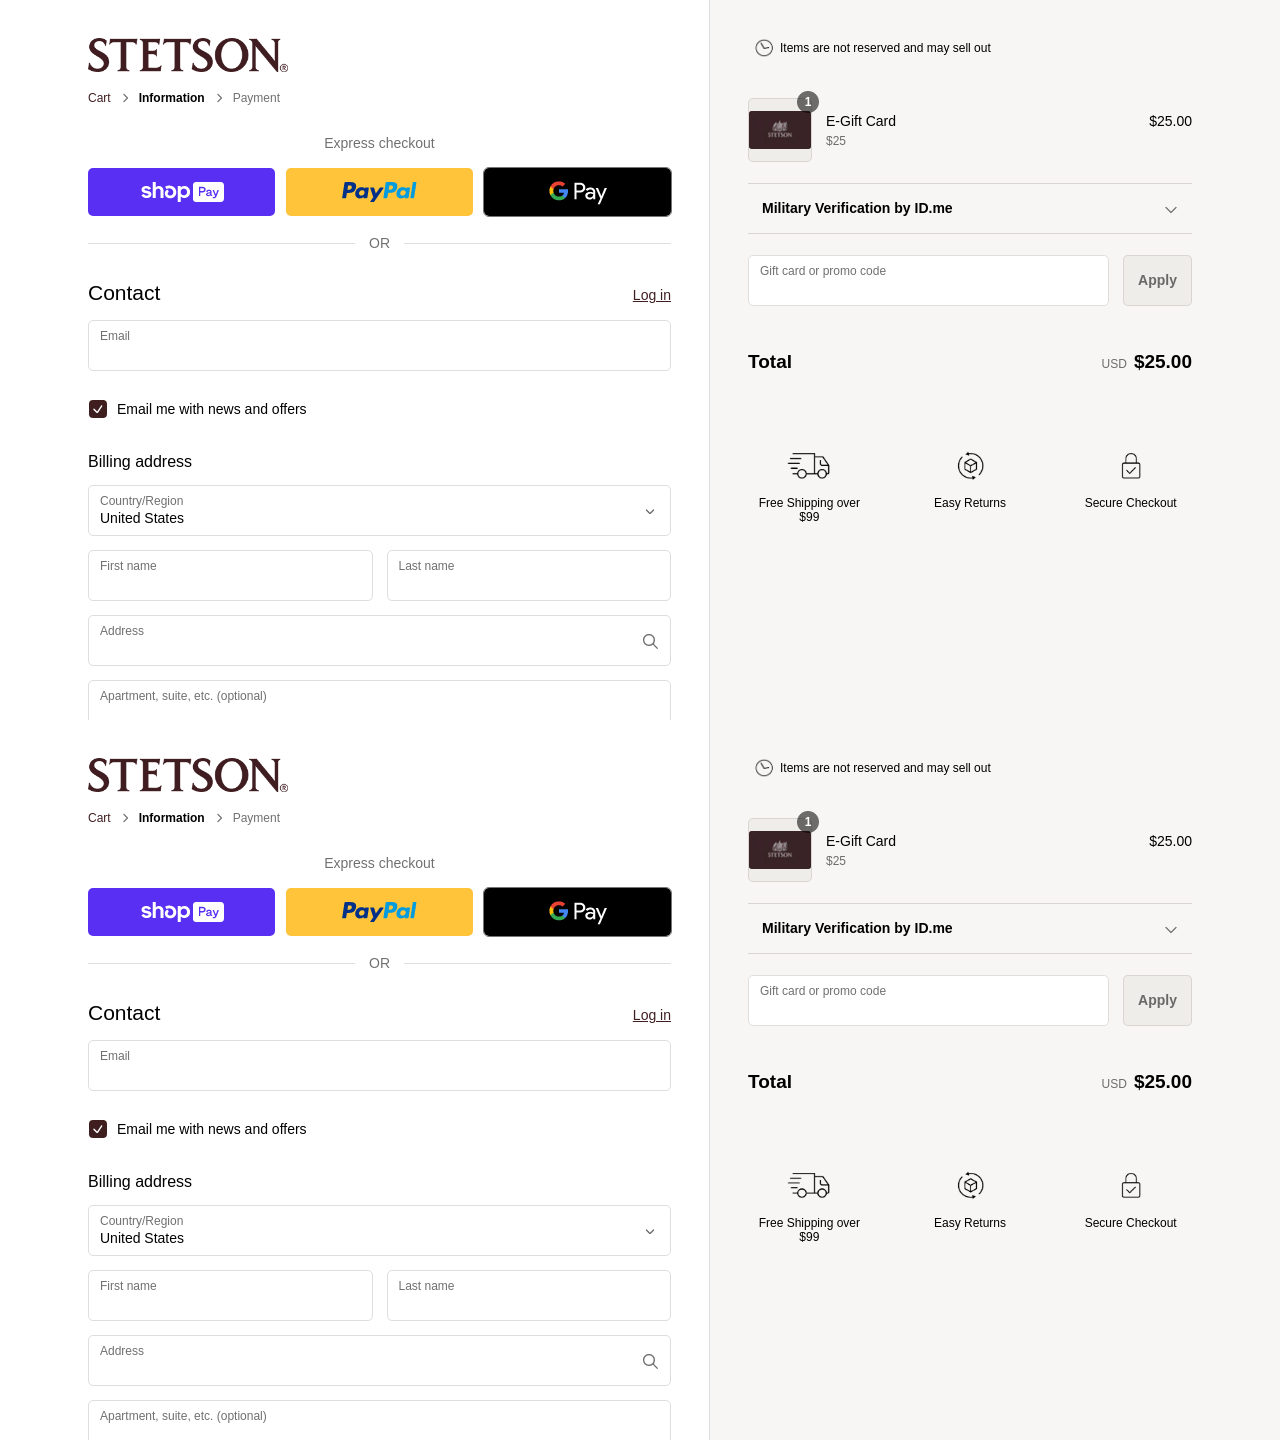 STETSON®
Cart > Information > Payment
Express checkout
shop Pay
PayPal
G Pay
OR
Contact
Log in
Email
Email me with news and offers
Billing address
Country/Region
United States
First name
Last name
Address
Apartment, suite, etc. (optional)
Items are not reserved and may sell out
1
STETSON
E-Gift Card
$25.00
$25
Military Verification by ID.me
Gift card or promo code
Apply
Total
USD $25.00
Free Shipping over
$99
Easy Returns
Secure Checkout
STETSON®
Cart > Information > Payment
Express checkout
shop Pay
PayPal
G Pay
OR
Contact
Log in
Email
Email me with news and offers
Billing address
Country/Region
United States
First name
Last name
Address
Apartment, suite, etc. (optional)
Items are not reserved and may sell out
1
STETSON
E-Gift Card
$25.00
$25
Military Verification by ID.me
Gift card or promo code
Apply
Total
USD $25.00
Free Shipping over
$99
Easy Returns
Secure Checkout